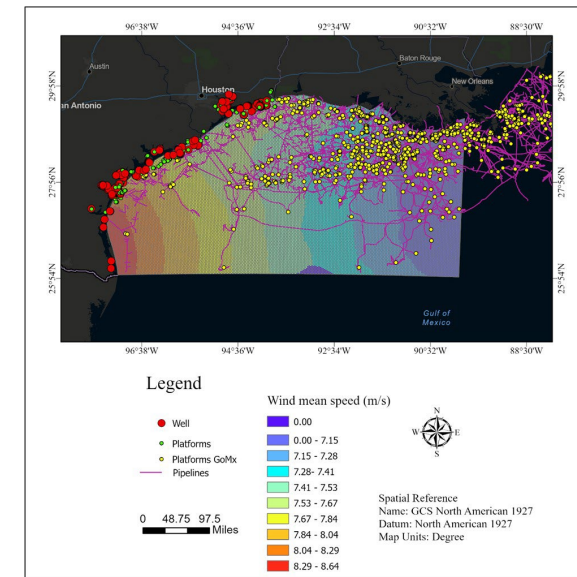 96°38'W 94°36'W 92°34'W 90°32'W 88°30'W
Baton Rouge
Austin
29°58'N 29°58'N
Houston
New Orleans
an Antonio
27°56'N 27°56'N
25°54'N 25°54'N
Gulf of
Mexico
96°38'W 94°36'W 92°34'W 90°32'W 88°30'W
Legend
Well
Platforms
Platforms GoMx
Pipelines
0 48.75 97.5
Miles
Wind mean speed (m/s)
0.00
0.00 - 7.15
7.15 - 7.28
7.28- 7.41
7.41 - 7.53
7.53 - 7.67
7.67 - 7.84
7.84 - 8.04
8.04 - 8.29
8.29 - 8.64
N
W E
S
Spatial Reference
Name: GCS North American 1927
Datum: North American 1927
Map Units: Degree